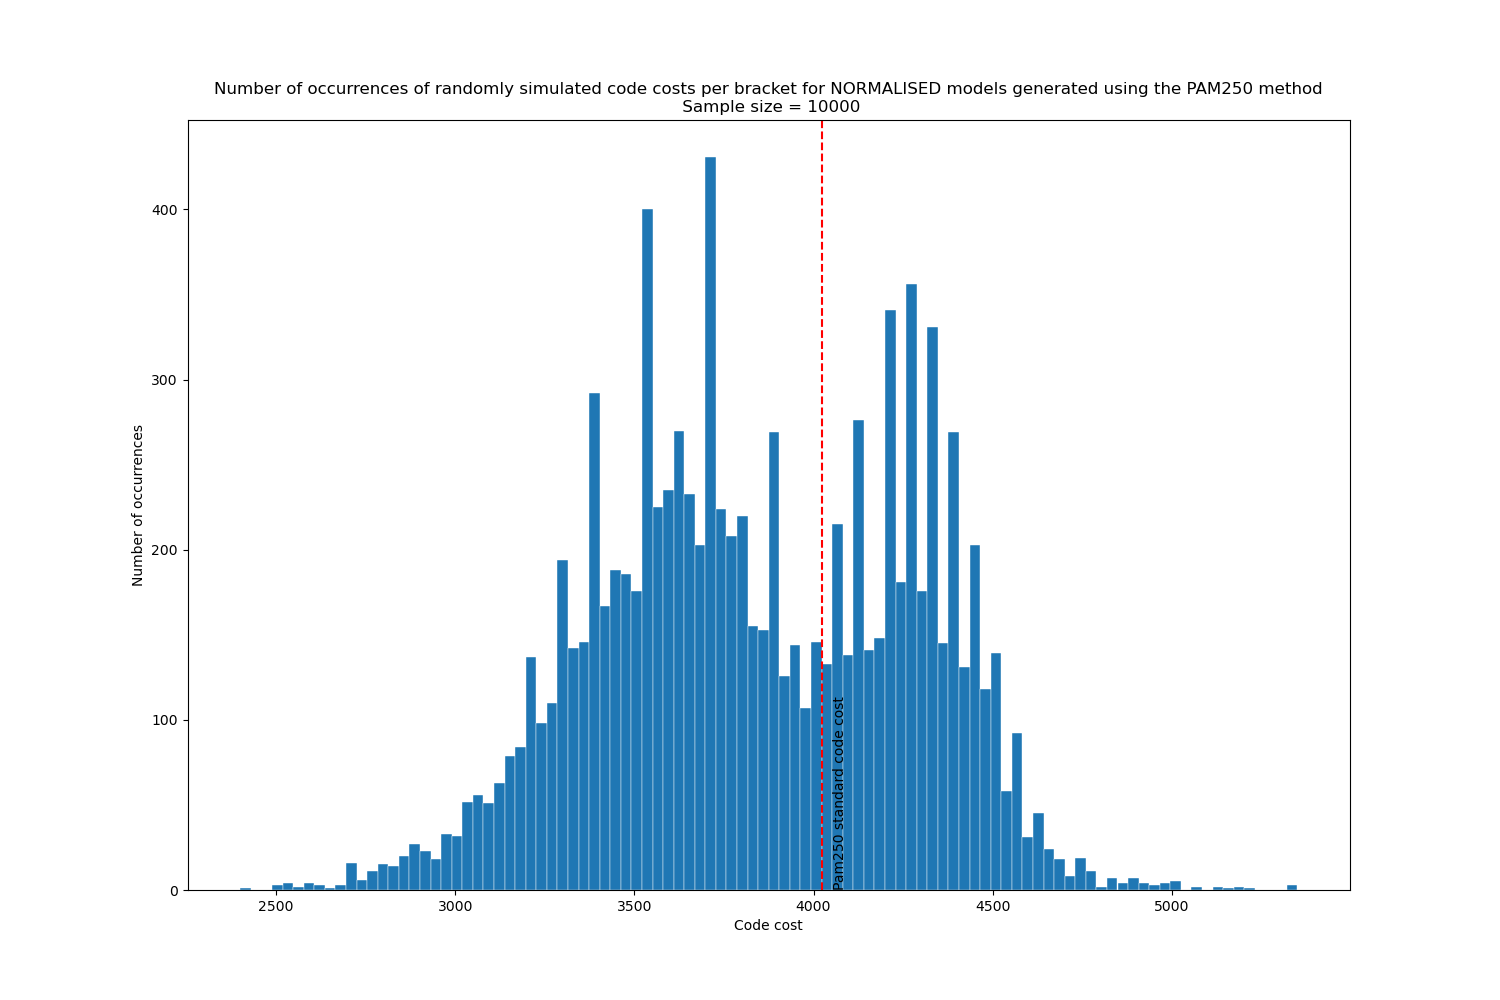 Number of occurrences of randomly simulated code costs per bracket for NORMALISED models generated using the PAM250 method
Sample size = 10000
Number of occurrences
400
300
200
100
0
Pam250 standard code cost
2500 3000 3500 4000 4500 5000
Code cost